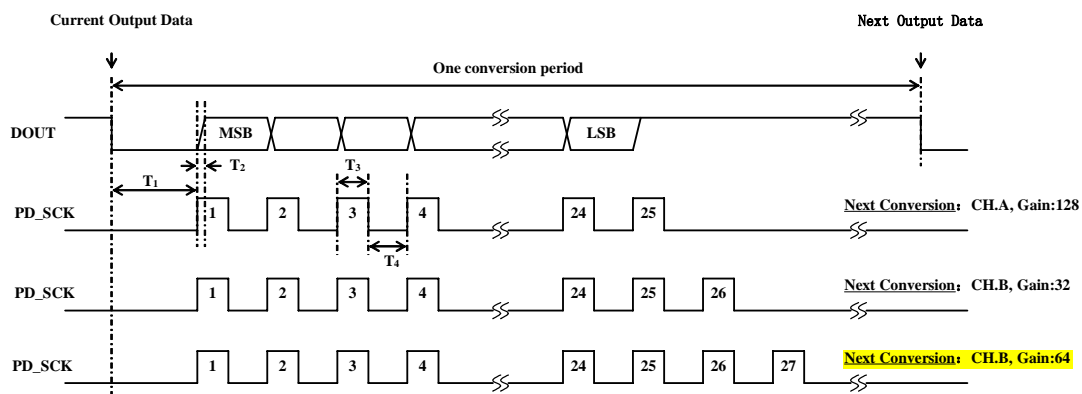 Current Output Data
Next Output Data
One conversion period
DOUT
MSB
LSB
T2
T3
T1
PD_SCK
1
2
3
4
24
25
Next Conversion： CH.A, Gain:128
T4
PD_SCK
1
2
3
4
24
25
26
Next Conversion： CH.B, Gain:32
PD_SCK
1
2
3
4
24
25
26
27
Next Conversion： CH.B, Gain:64